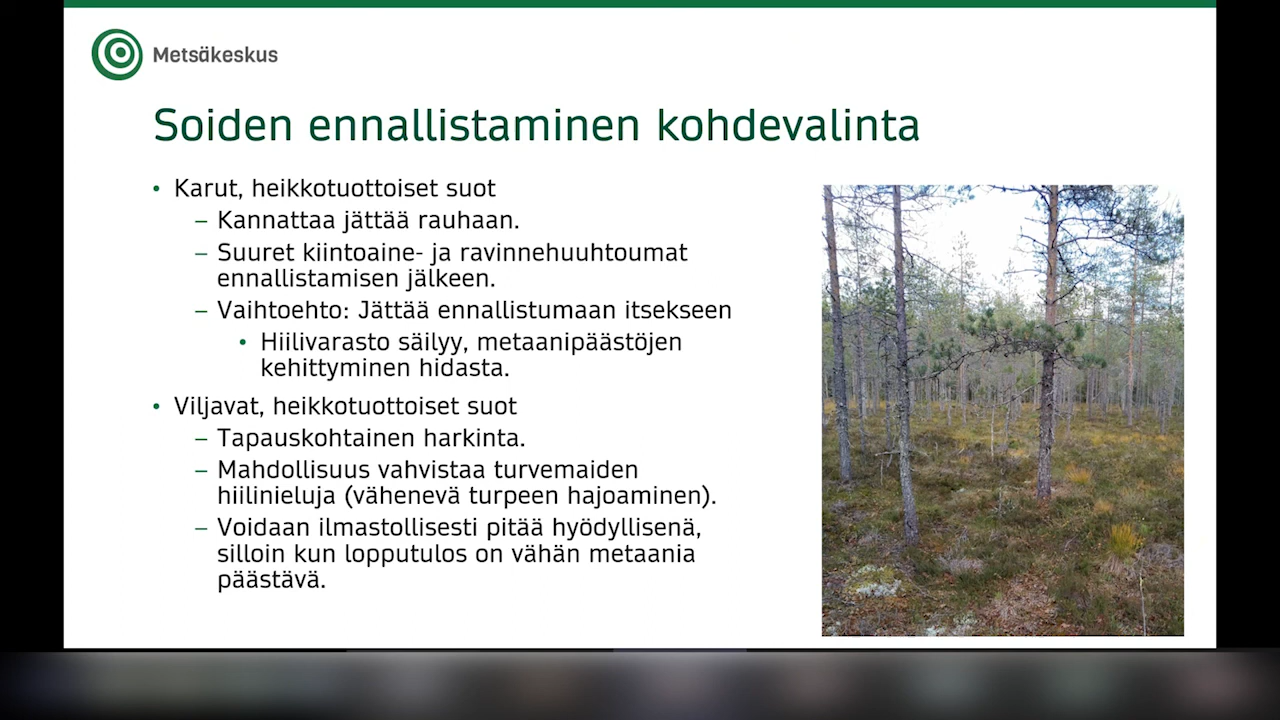 Metsäkeskus
Soiden ennallistaminen kohdevalinta
• Karut, heikkotuottoiset suot
– Kannattaa jättää rauhaan.
– Suuret kiintoaine- ja ravinnehuuhtoumat
ennallistamisen jälkeen.
– Vaihtoehto: Jättää ennallistumaan itsekseen
• Hiilivarasto säilyy, metaanipäästöjen
kehittyminen hidasta.
• Viljavat, heikkotuottoiset suot
– Tapauskohtainen harkinta.
– Mahdollisuus vahvistaa turvemaiden
hiilinieluja (vähenevä turpeen hajoaminen).
– Voidaan ilmastollisesti pitää hyödyllisenä,
silloin kun lopputulos on vähän metaania
päästävä.